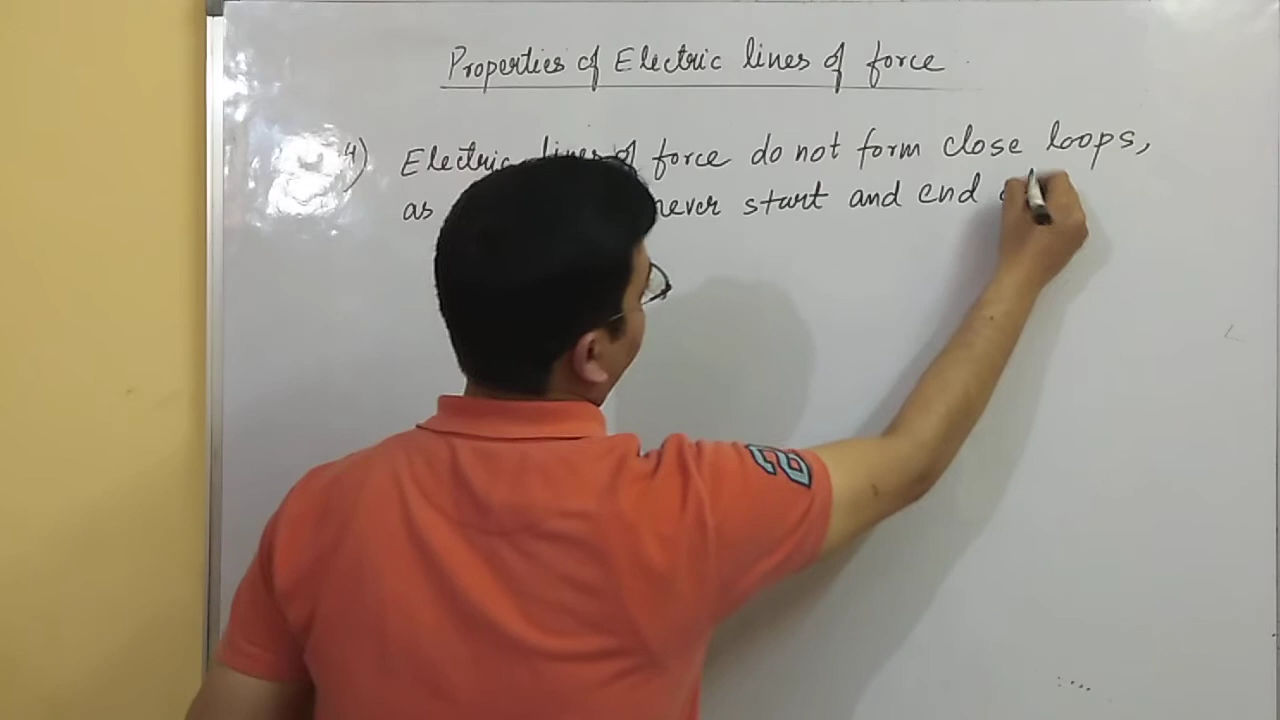 Properties of Electric lines of force
4) Electric lines of force do not form close loops,
as never start and end